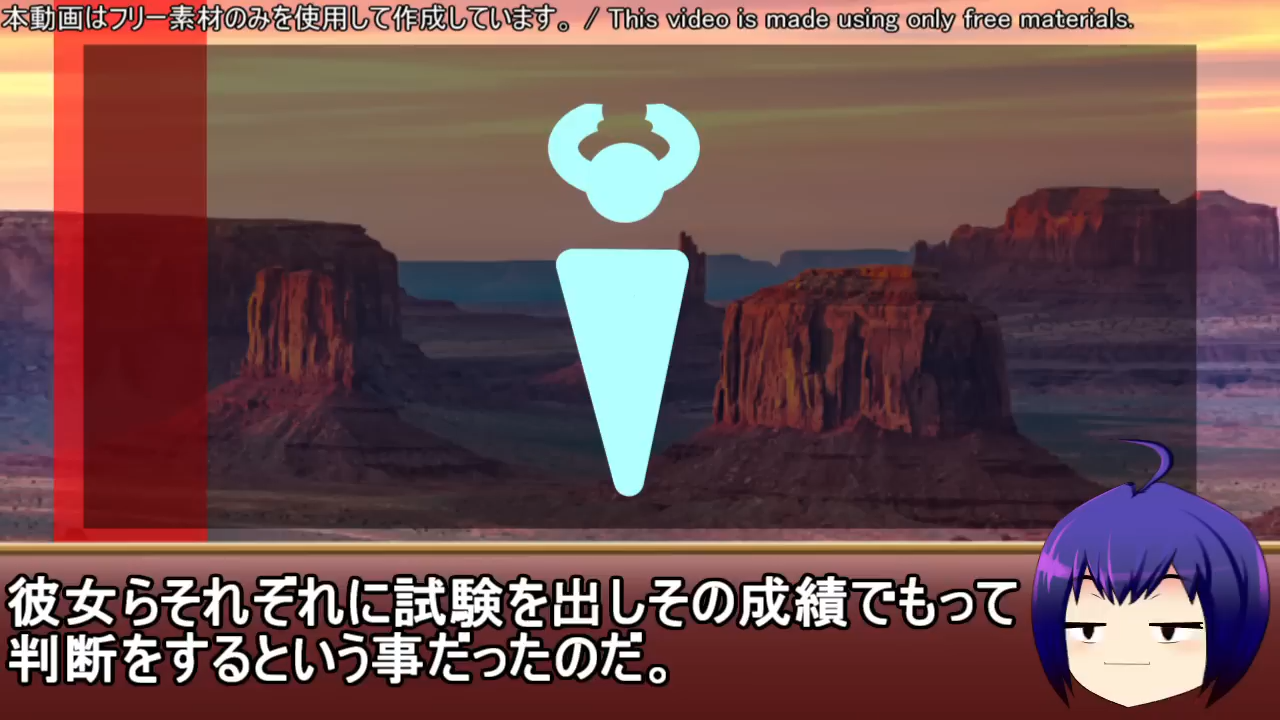 本動画はフリー素材のみを使用して作成しています。 / This video is made using only free materials.
彼女らそれぞれに試験を出しその成績でもって
判断をするという事だったのだ。